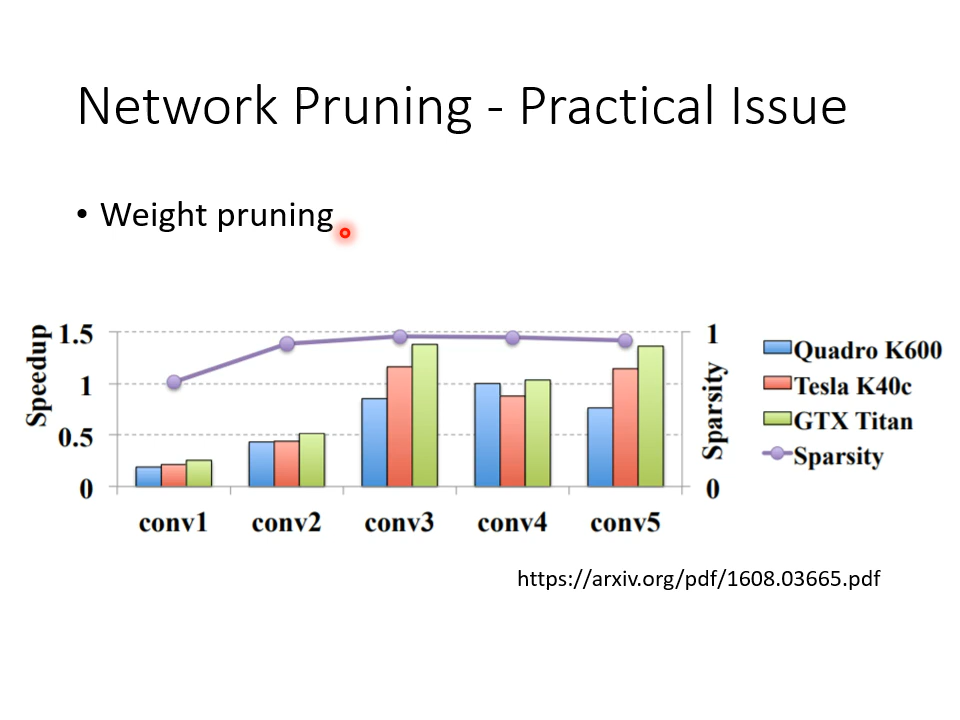 Network Pruning - Practical Issue
• Weight pruning
Speedup
1.5
1
0.5
0
1
0
Sparsity
conv1 conv2 conv3 conv4 conv5
Quadro K600
Tesla K40c
GTX Titan
Sparsity
https://arxiv.org/pdf/1608.03665.pdf